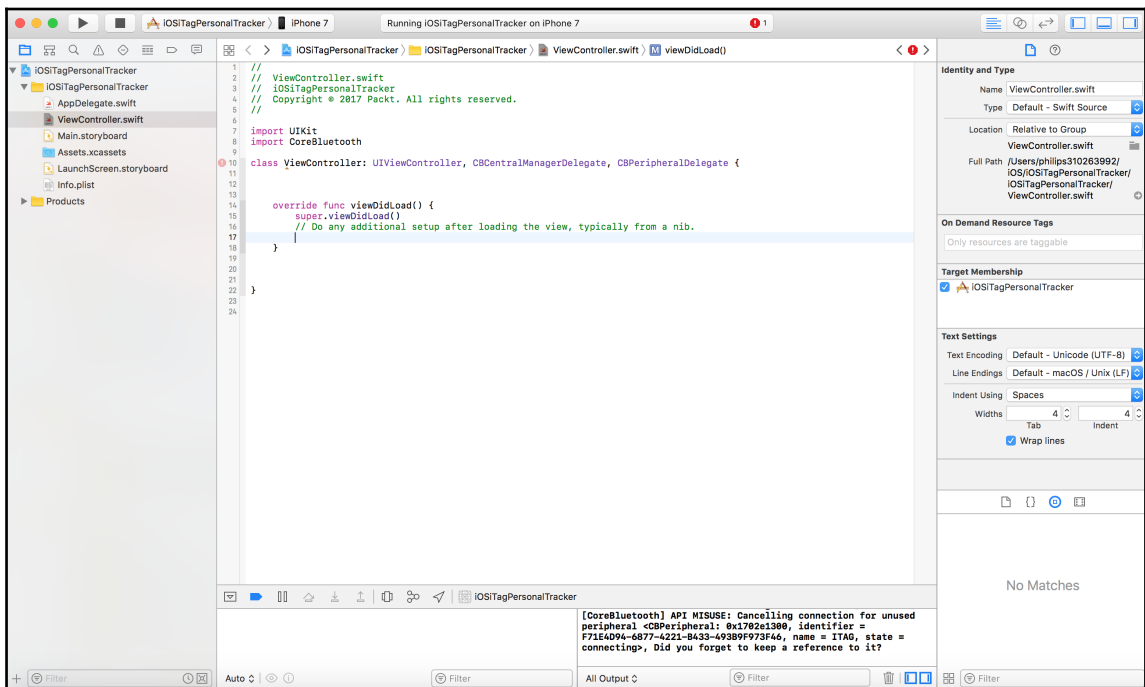 iOSiTagPersonalTracker
iPhone 7
Running iOSiTagPersonalTracker on iPhone 7
1
iOSiTagPersonalTracker
iOSiTagPersonalTracker
ViewController.swift
M
viewDidLoad()
iOSiTagPersonalTracker
iOSiTagPersonalTracker
AppDelegate.swift
ViewController.swift
Main.storyboard
Assets.xcassets
LaunchScreen.storyboard
Info.plist
Products
Filter
1 //
2 //  ViewController.swift
3 //  iOSiTagPersonalTracker
4 //  Copyright © 2017 Packt. All rights reserved.
5 //
6
7 import UIKit
8 import CoreBluetooth
9
10 class ViewController: UIViewController, CBCentralManagerDelegate, CBPeripheralDelegate {
11
12
13
14     override func viewDidLoad() {
15         super.viewDidLoad()
16         // Do any additional setup after loading the view, typically from a nib.
17
18     }
19
20
21
22 }
23
24
iOSiTagPersonalTracker
[CoreBluetooth] API MISUSE: Cancelling connection for unused
peripheral <CBPeripheral: 0x1702e1300, identifier =
F71E4D94-6877-4221-B433-493B9F973F46, name = ITAG, state =
connecting>, Did you forget to keep a reference to it?
Auto
Filter
All Output
Filter
Identity and Type
Name ViewController.swift
Type Default - Swift Source
Location Relative to Group
ViewController.swift
Full Path /Users/philips310263992/
iOS/iOSiTagPersonalTracker/
iOSiTagPersonalTracker/
ViewController.swift
On Demand Resource Tags
Only resources are taggable
Target Membership
iOSiTagPersonalTracker
Text Settings
Text Encoding Default - Unicode (UTF-8)
Line Endings Default - macOS / Unix (LF)
Indent Using Spaces
Widths 4 4
Tab Indent
Wrap lines
{}
No Matches
Filter